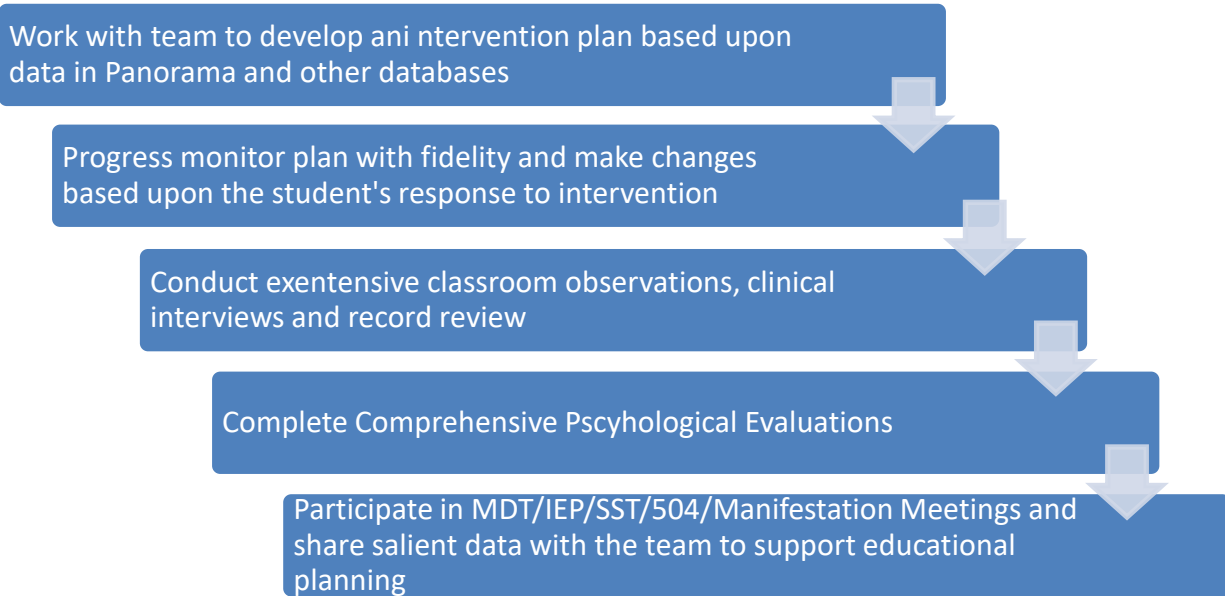 Work with team to develop ani ntervention plan based upon
data in Panorama and other databases
Progress monitor plan with fidelity and make changes
based upon the student's response to intervention
Conduct exentensive classroom observations, clinical
interviews and record review
Complete Comprehensive Pscyhological Evaluations
Participate in MDT/IEP/SST/504/Manifestation Meetings and
share salient data with the team to support educational
planning